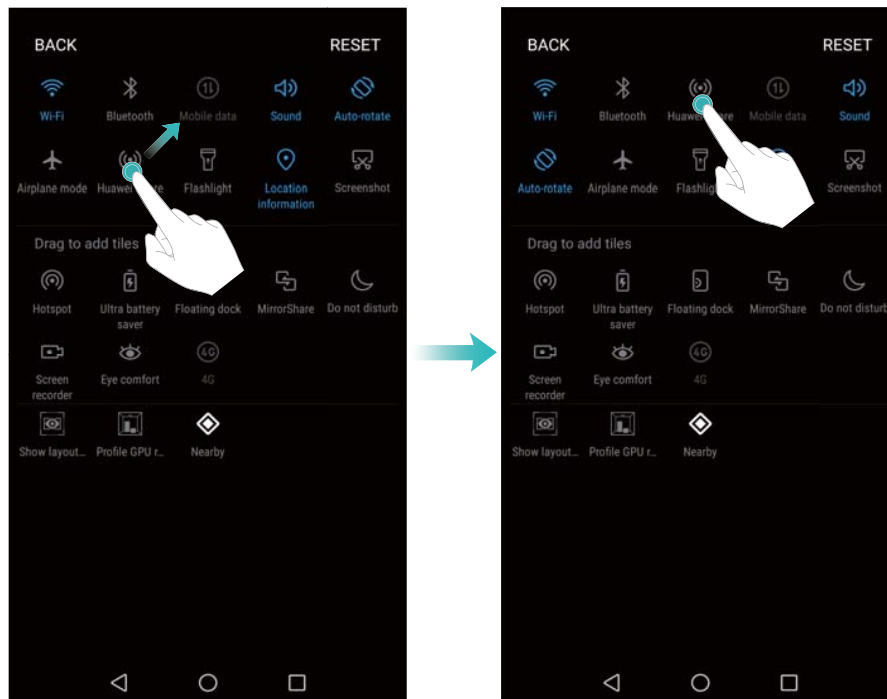 BACK RESET
Wi-Fi Bluetooth Mobile data Sound Auto-rotate
Airplane mode Flashlight Location Screenshot
information
Drag to add tiles
Hotspot Ultra battery Floating dock MirrorShare Do not disturb
saver
Screen Eye comfort 4G
recorder
Show layout... Profile GPU r... Nearby
BACK RESET
Wi-Fi Bluetooth Mobile data Sound
Auto-rotate Airplane mode Screenshot
Drag to add tiles
Hotspot Ultra battery Floating dock MirrorShare Do not disturb
saver
Screen Eye comfort 4G
recorder
Show layout... Profile GPU r... Nearby